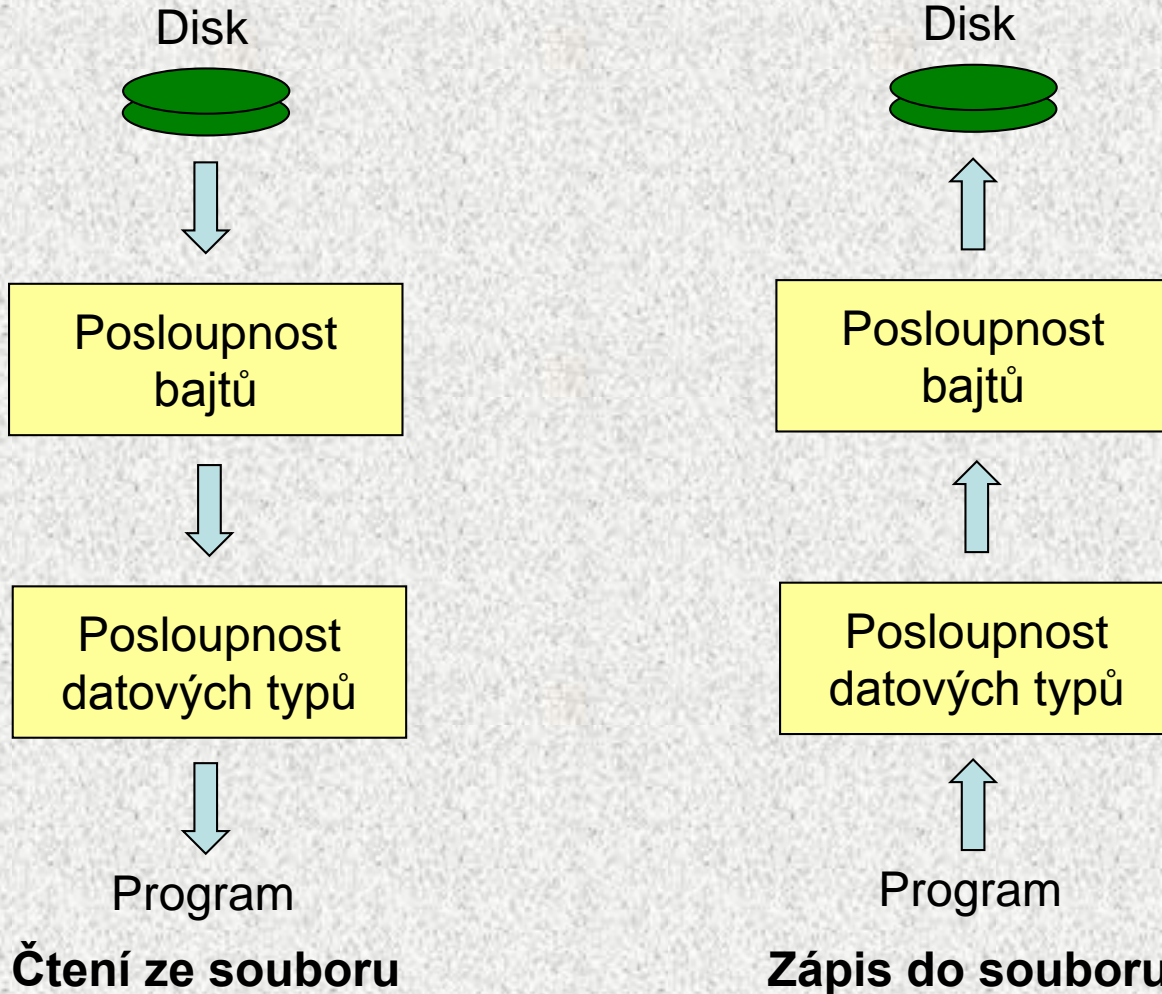 Disk
Posloupnost
bajtů
Posloupnost
datových typů
Program
Čtení ze souboru
Disk
Posloupnost
bajtů
Posloupnost
datových typů
Program
Zápis do souboru